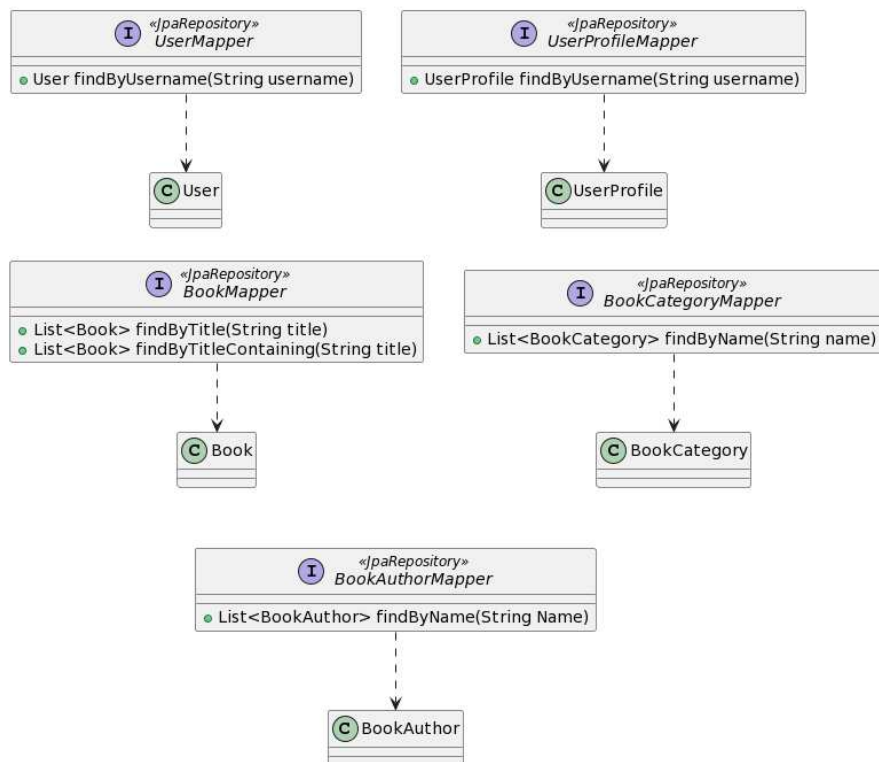 I
«JpaRepository»
UserMapper
User findByUsername(String username)
I
«JpaRepository»
UserProfileMapper
UserProfile findByUsername(String username)
C User
C UserProfile
I
«JpaRepository»
BookMapper
List<Book> findByTitle(String title)
List<Book> findByTitleContaining(String title)
I
«JpaRepository»
BookCategoryMapper
List<BookCategory> findByName(String name)
C Book
C BookCategory
I
«JpaRepository»
BookAuthorMapper
List<BookAuthor> findByName(String Name)
C BookAuthor